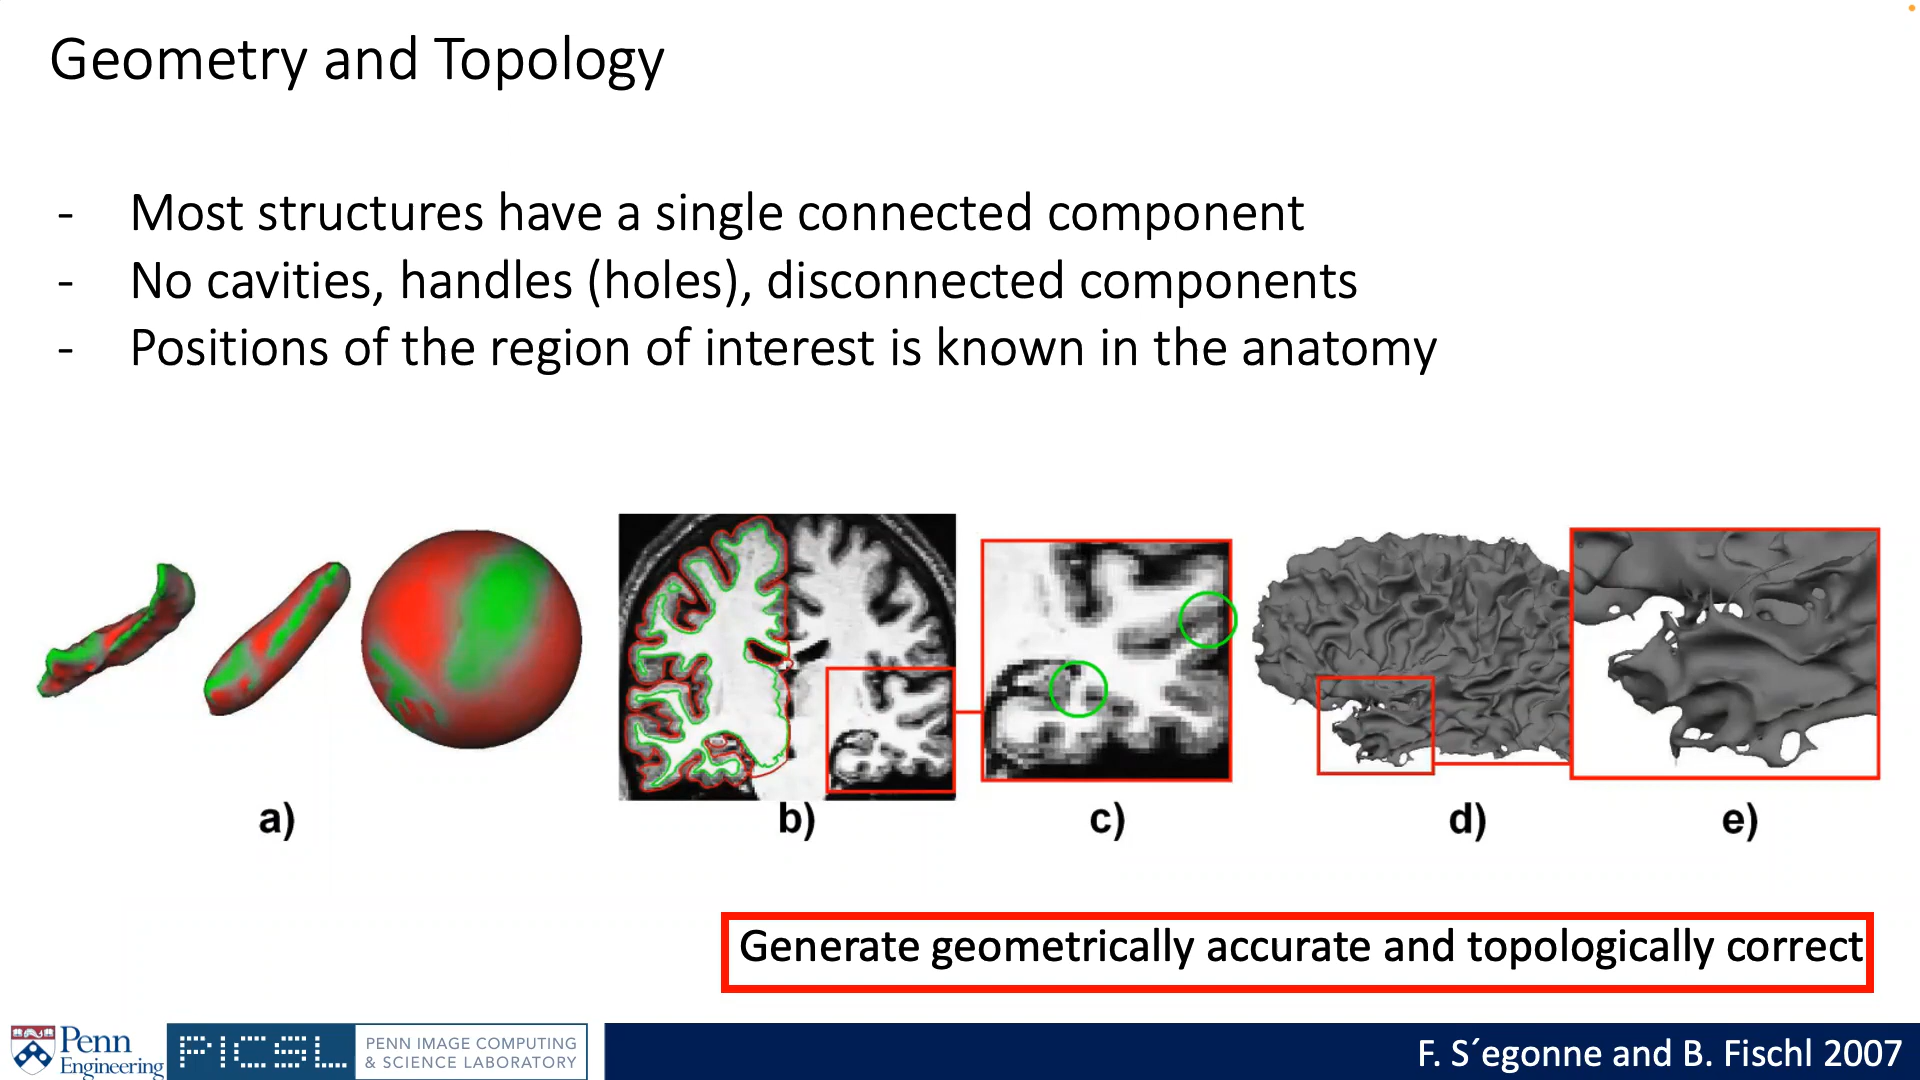 Geometry and Topology
- Most structures have a single connected component
- No cavities, handles (holes), disconnected components
- Positions of the region of interest is known in the anatomy
a)
b)
c)
d)
e)
Generate geometrically accurate and topologically correct
Penn
Engineering
PICSL
PENN IMAGE COMPUTING
& SCIENCE LABORATORY
F. S´egonne and B. Fischl 2007